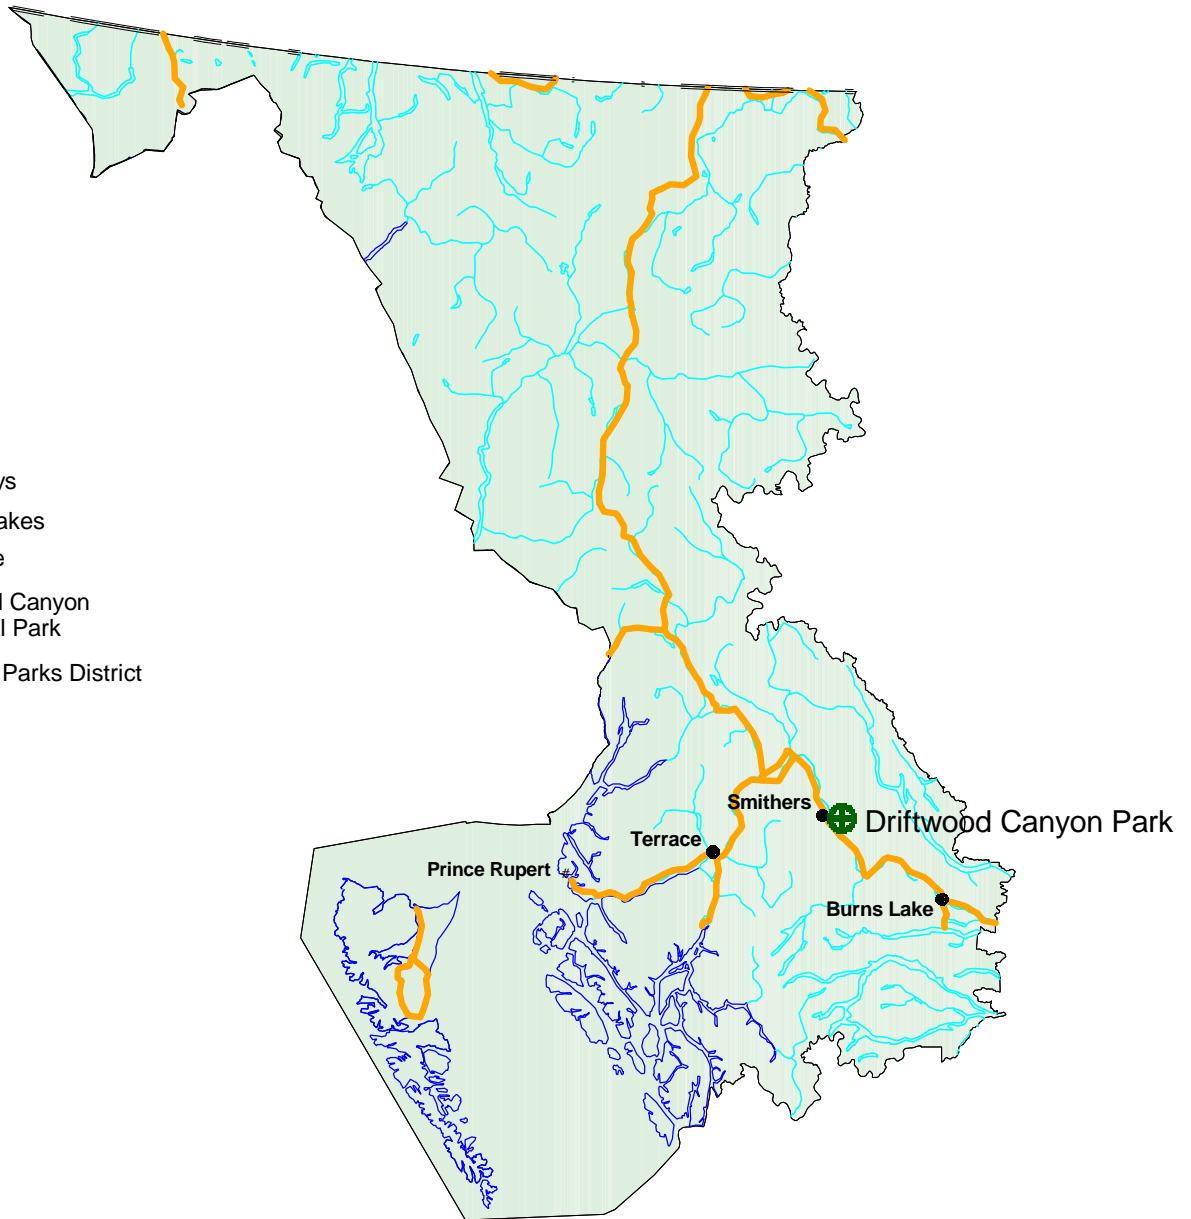 ys
akes
e
l Canyon
l Park
Parks District
Smithers
Driftwood Canyon Park
Terrace
Prince Rupert #
Burns Lake